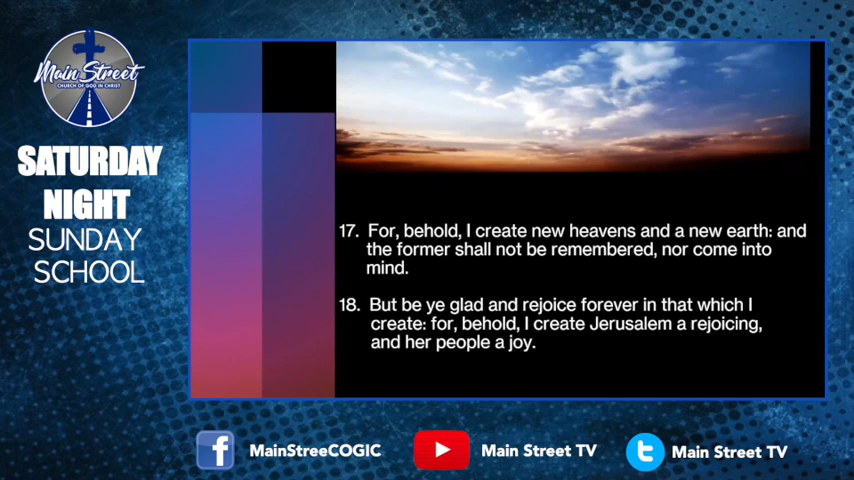 Main Street
CHURCH OF GOD IN CHRIST
SATURDAY
NIGHT
SUNDAY
SCHOOL
17. For, behold, I create new heavens and a new earth: and
the former shall not be remembered, nor come into
mind.
18. But be ye glad and rejoice forever in that which I
create: for, behold, I create Jerusalem a rejoicing,
and her people a joy.
f MainStreeCOGIC
Main Street TV
Main Street TV